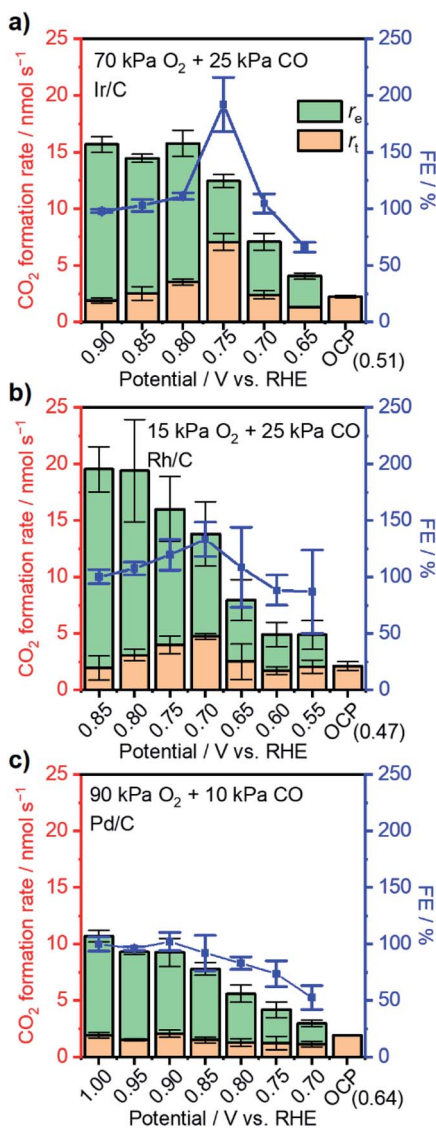 a)
70 kPa O₂ + 25 kPa CO
Ir/C
rₑ
rₜ
CO₂ formation rate / nmol s⁻¹
25
20
15
10
5
0
FE / %
250
200
150
100
50
0
0.90 0.85 0.80 0.75 0.70 0.65 OCP (0.51)
Potential / V vs. RHE
b)
15 kPa O₂ + 25 kPa CO
Rh/C
CO₂ formation rate / nmol s⁻¹
25
20
15
10
5
0
FE / %
250
200
150
100
50
0
0.85 0.80 0.75 0.70 0.65 0.60 0.55 OCP (0.47)
Potential / V vs. RHE
c)
90 kPa O₂ + 10 kPa CO
Pd/C
CO₂ formation rate / nmol s⁻¹
25
20
15
10
5
0
FE / %
250
200
150
100
50
0
1.00 0.95 0.90 0.85 0.80 0.75 0.70 OCP (0.64)
Potential / V vs. RHE